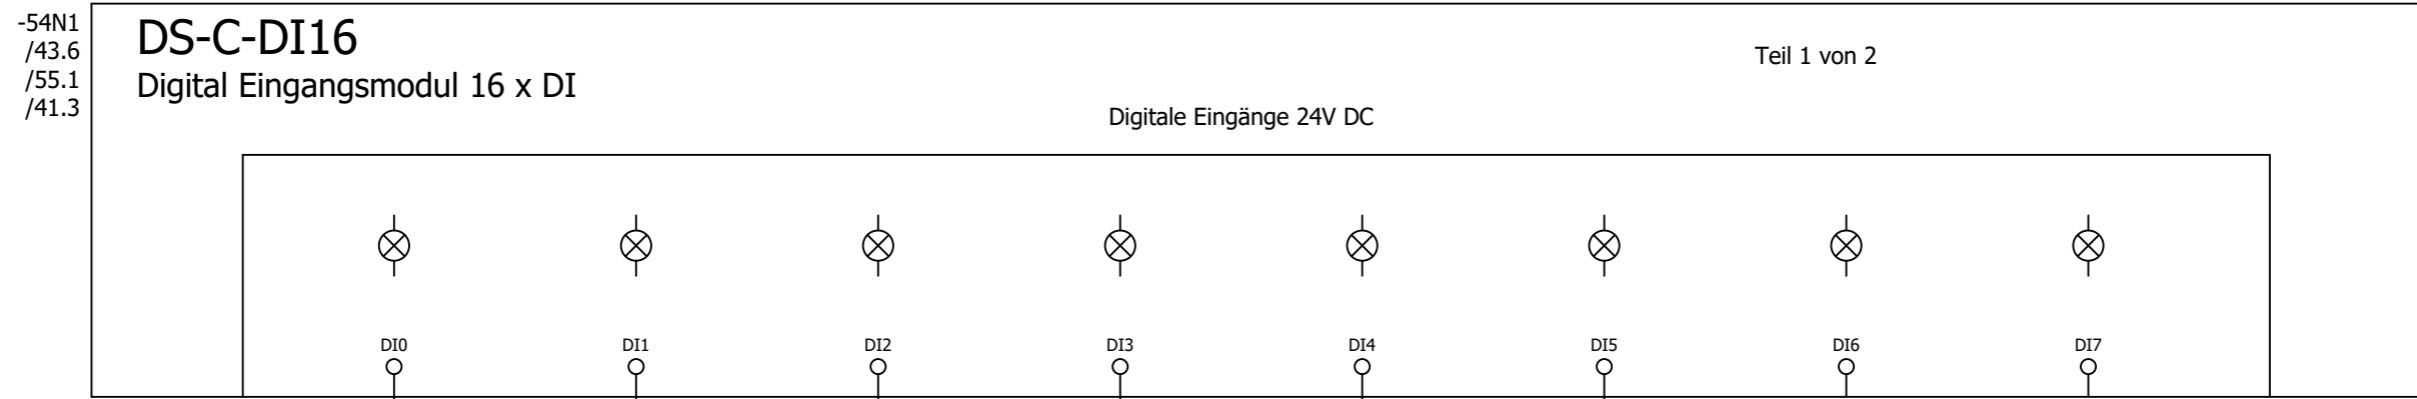 -54N1
/43.6
/55.1
/41.3
DS-C-DI16
Digital Eingangsmodul 16 x DI
Teil 1 von 2
Digitale Eingänge 24V DC
DI0 DI1 DI2 DI3 DI4 DI5 DI6 DI7